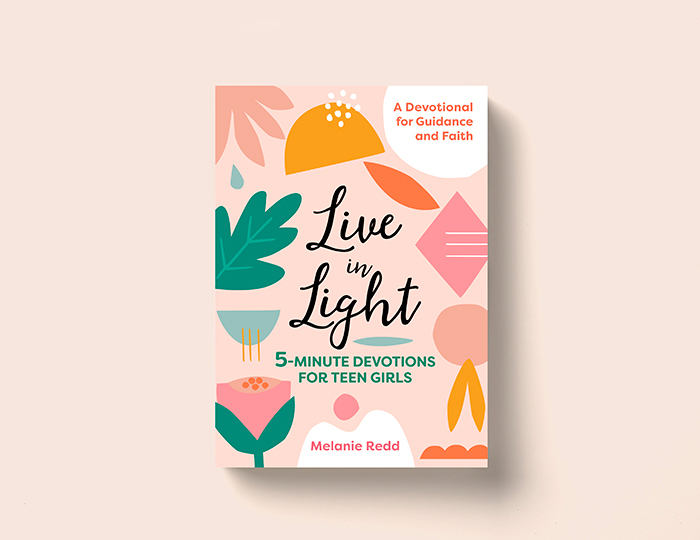 A Devotional
for Guidance
and Faith
Live
in
Light
5-MINUTE DEVOTIONS
FOR TEEN GIRLS
Melanie Redd